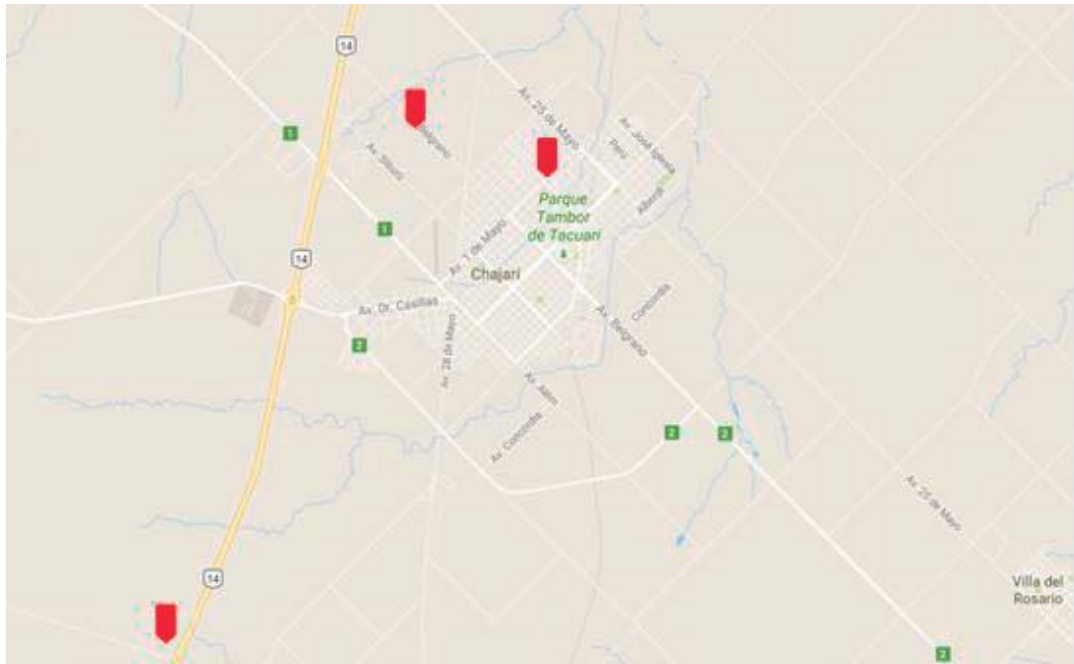 14
Av. 25 de Mayo
1
Belgrano
Av. José Iglesia
Perú
Av. Siburu
Alberdi
Parque
Tambor
de Tacuarí
1
Av. 1 de Mayo
14
Chajarí
Av. Dr. Casillas
Concordia
Av. Belgrano
2
Av. 28 de Mayo
Av. Alem
Av. Concordia
2
2
Av. 25 de Mayo
14
Villa del
Rosario
2